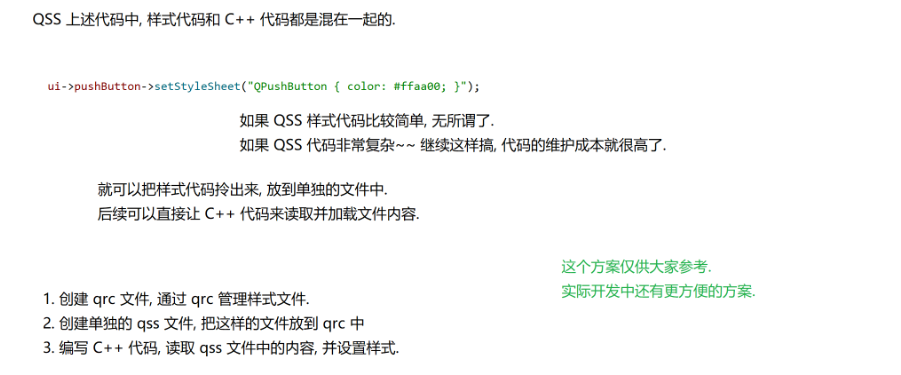 QSS 上述代码中, 样式代码和 C++ 代码都是混在一起的.
ui->pushButton->setStyleSheet("QPushButton { color: #ffaa00; }");
如果 QSS 样式代码比较简单, 无所谓了.
如果 QSS 代码非常复杂~~ 继续这样搞, 代码的维护成本就很高了.
就可以把样式代码拎出来, 放到单独的文件中.
后续可以直接让 C++ 代码来读取并加载文件内容.
这个方案仅供大家参考.
实际开发中还有更方便的方案.
1. 创建 qrc 文件, 通过 qrc 管理样式文件.
2. 创建单独的 qss 文件, 把这样的文件放到 qrc 中
3. 编写 C++ 代码, 读取 qss 文件中的内容, 并设置样式.